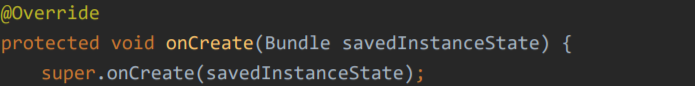 @Override
protected void onCreate(Bundle savedInstanceState) {
super.onCreate(savedInstanceState);